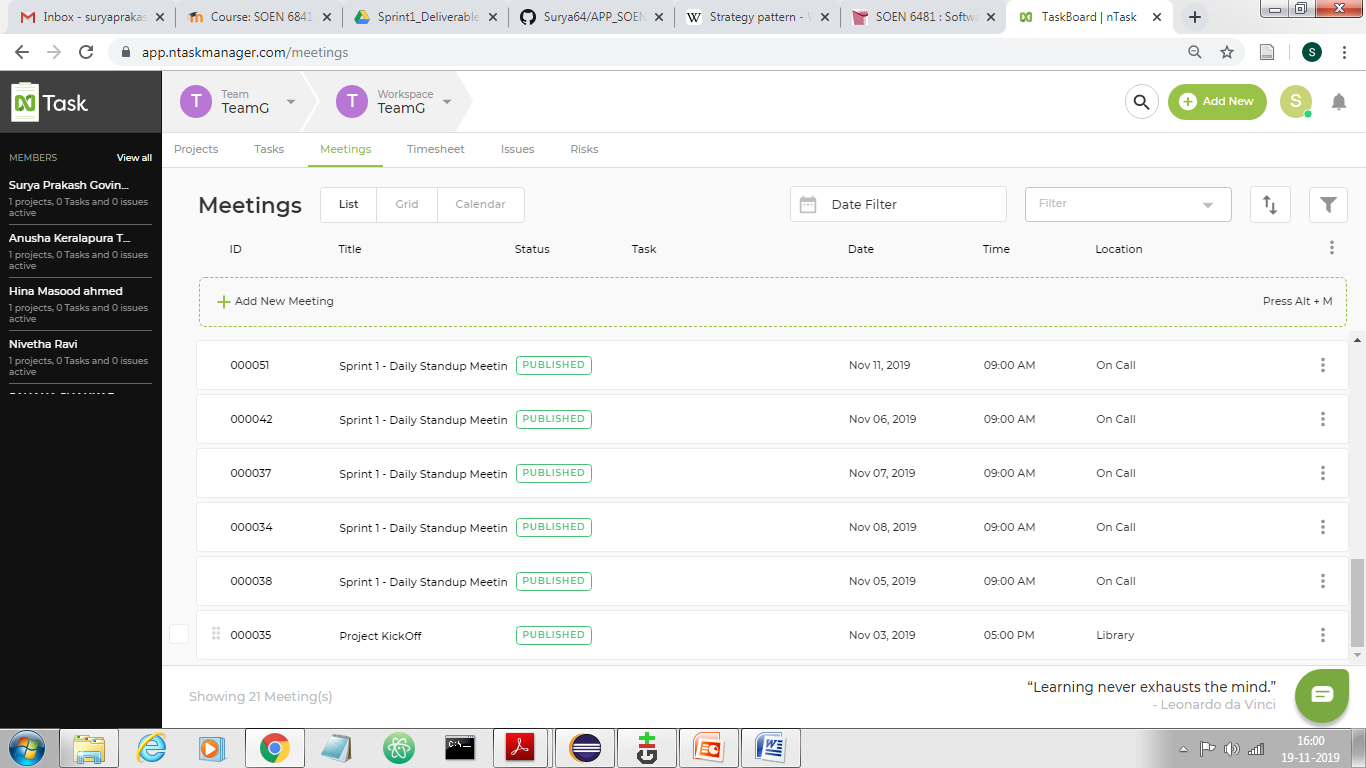 Inbox - suryaprakas
Course: SOEN 6841
Sprint1_Deliverable
Surya64/APP_SOEN
Strategy pattern -
SOEN 6481 : Softw
TaskBoard | nTask
app.ntaskmanager.com/meetings
S
Task
T
Team
TeamG
T
Workspace
TeamG
Add New
S
MEMBERS
View all
Surya Prakash Govin...
1 projects, 0 Tasks and 0 issues
active
Anusha Keralapura T...
1 projects, 0 Tasks and 0 issues
active
Hina Masood ahmed
1 projects, 0 Tasks and 0 issues
active
Nivetha Ravi
1 projects, 0 Tasks and 0 issues
active
Projects Tasks Meetings Timesheet Issues Risks
Meetings
List Grid Calendar
Date Filter
Filter
ID Title Status Task Date Time Location
Add New Meeting Press Alt + M
000051 Sprint 1 - Daily Standup Meetin PUBLISHED Nov 11, 2019 09:00 AM On Call
000042 Sprint 1 - Daily Standup Meetin PUBLISHED Nov 06, 2019 09:00 AM On Call
000037 Sprint 1 - Daily Standup Meetin PUBLISHED Nov 07, 2019 09:00 AM On Call
000034 Sprint 1 - Daily Standup Meetin PUBLISHED Nov 08, 2019 09:00 AM On Call
000038 Sprint 1 - Daily Standup Meetin PUBLISHED Nov 05, 2019 09:00 AM On Call
000035 Project KickOff PUBLISHED Nov 03, 2019 05:00 PM Library
Showing 21 Meeting(s)
“Learning never exhausts the mind.”
- Leonardo da Vinci
16:00
19-11-2019